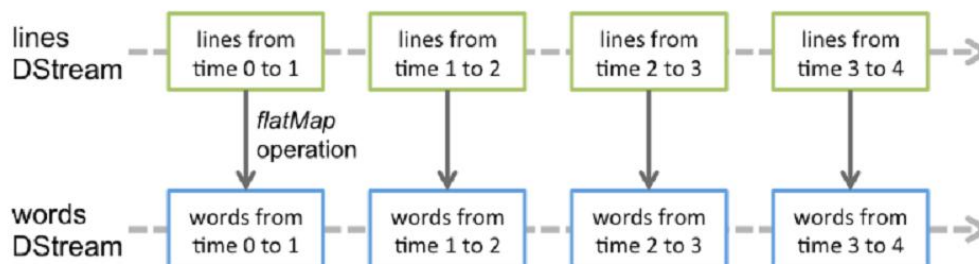 lines
DStream
lines from
time 0 to 1
lines from
time 1 to 2
lines from
time 2 to 3
lines from
time 3 to 4
flatMap
operation
words
DStream
words from
time 0 to 1
words from
time 1 to 2
words from
time 2 to 3
words from
time 3 to 4